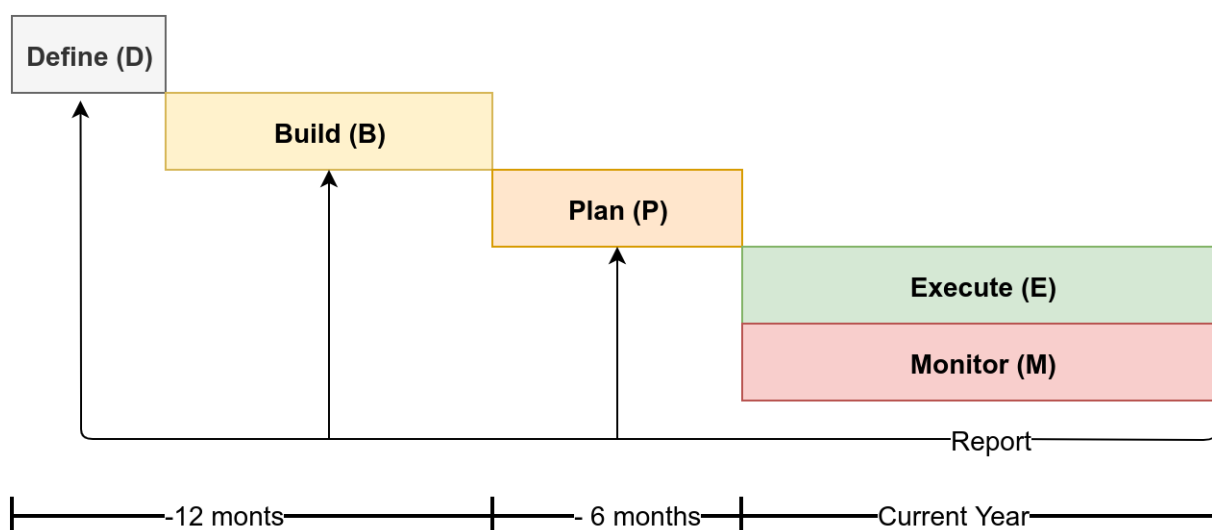 Define (D)
Build (B)
Plan (P)
Execute (E)
Monitor (M)
Report
-12 monts
- 6 months
Current Year